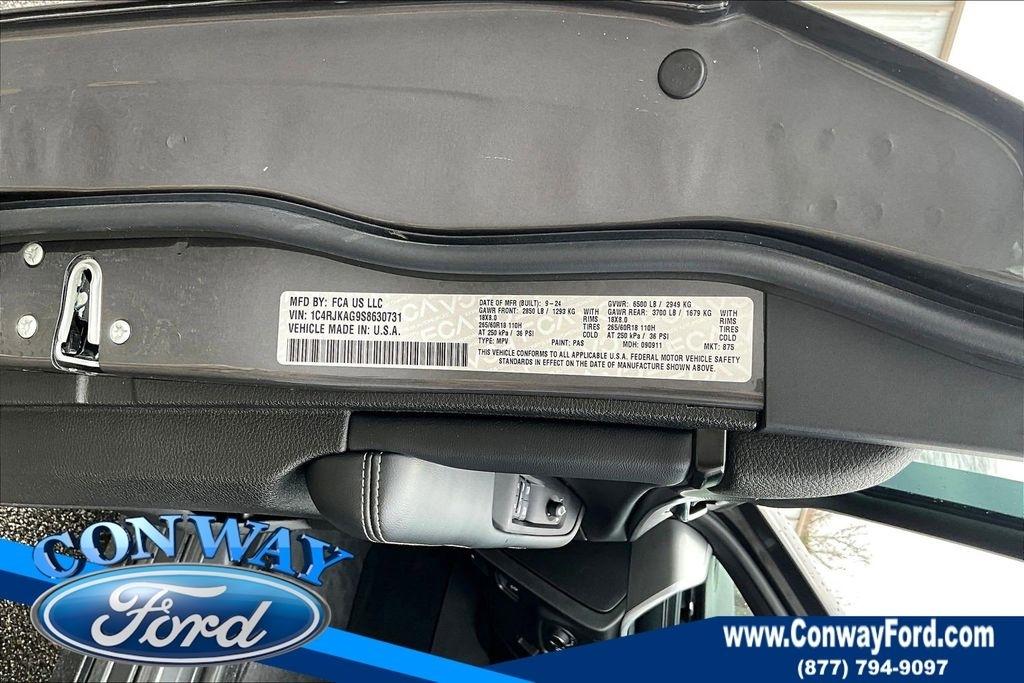 MFD BY: FCA US LLC
VIN: 1C4RJKAG9S8630731
VEHICLE MADE IN U.S.A.
DATE OF MFR (BUILT): 9-24 GVWR: 6500 LB / 2949 KG
GAWR FRONT: 2850 LB / 1293 KG WITH GAWR REAR: 3700 LB / 1679 KG WITH
18X8.0 RIMS 18X8.0 RIMS
265/60R18 110H TIRES 265/60R18 110H TIRES
AT 250 kPa / 36 PSI COLD AT 250 kPa / 36 PSI COLD
TYPE: MPV PAINT: PAS MDH: 090911 MKT: 875
THIS VEHICLE CONFORMS TO ALL APPLICABLE U.S.A. FEDERAL MOTOR VEHICLE SAFETY
STANDARDS IN EFFECT ON THE DATE OF MANUFACTURE SHOWN ABOVE.
CONWAY
Ford
www.ConwayFord.com
(877) 794-9097